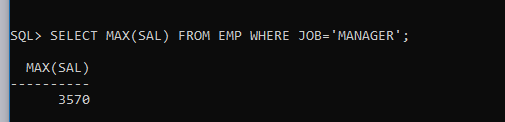 SQL> SELECT MAX(SAL) FROM EMP WHERE JOB='MANAGER';
MAX(SAL)
----------
3570